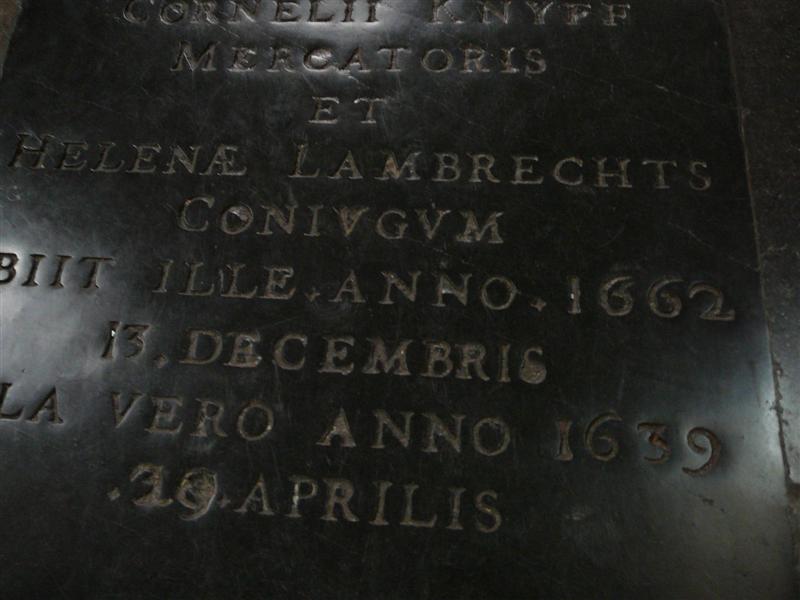 CORNELII KNYFF
MERCATORIS
ET
HELENÆ LAMBRECHTS
CONIVGVM
BIIT ILLE. ANNO. 1662
13. DECEMBRIS
LA VERO ANNO 1639
.29. APRILIS